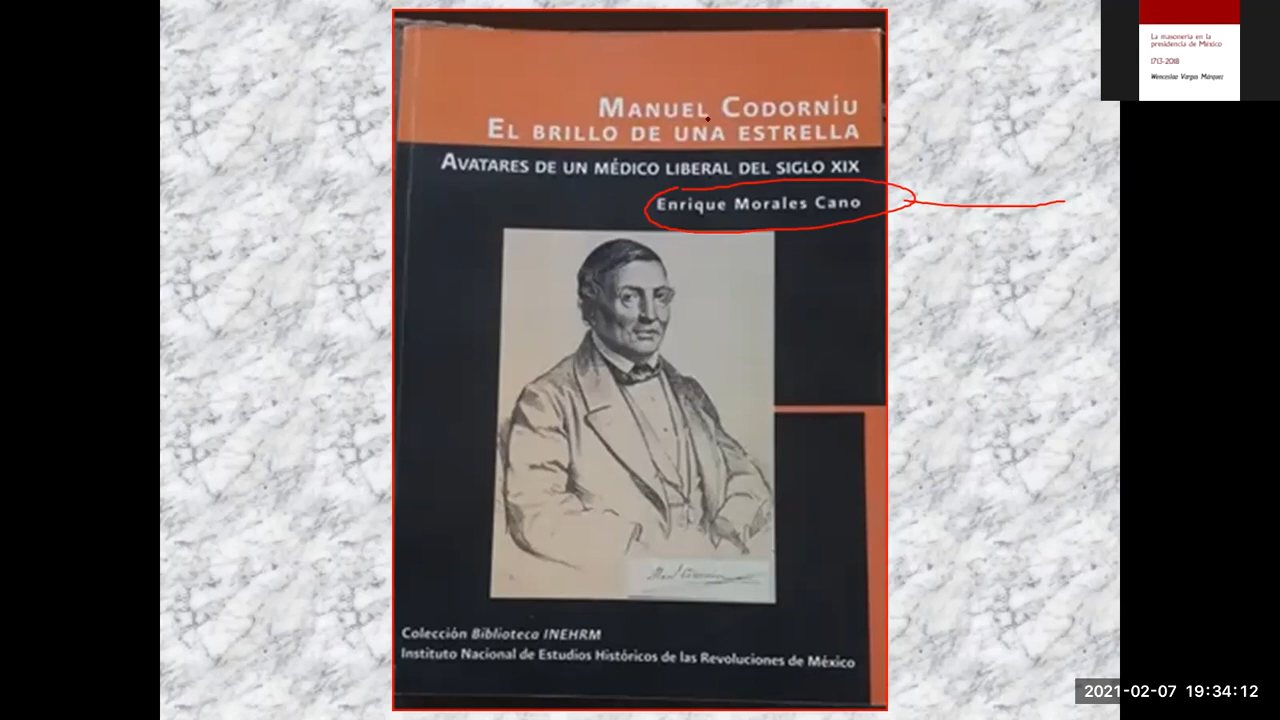 MANUEL CODORNÍU
EL BRILLO DE UNA ESTRELLA
AVATARES DE UN MÉDICO LIBERAL DEL SIGLO XIX
Enrique Morales Cano
Colección Biblioteca INEHRM
Instituto Nacional de Estudios Históricos de las Revoluciones de México
La masonería en la
presidencia de México
1713-2018
Wenceslao Vargas Márquez
2021-02-07 19:34:12